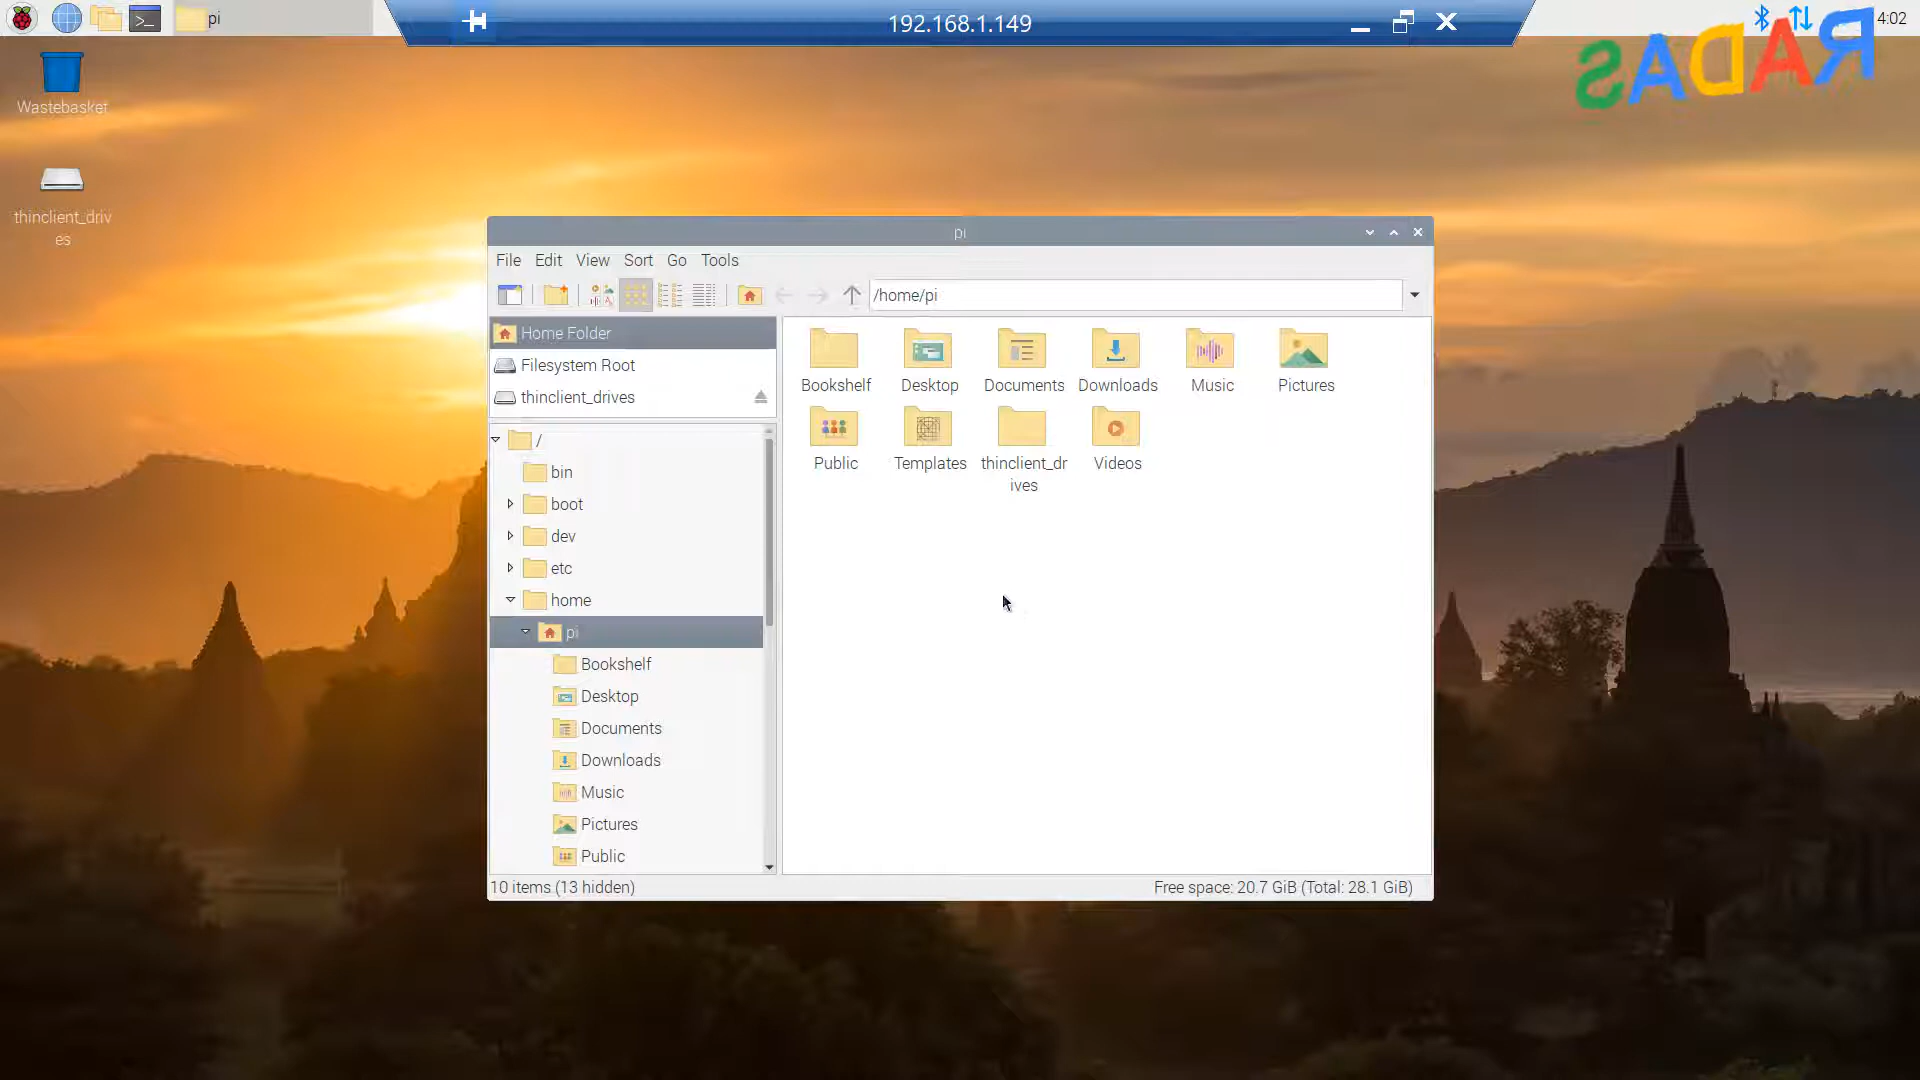 pi
192.168.1.149
4:02
RADAS
Wastebasket
thinclient_driv
es
pi
File Edit View Sort Go Tools
/home/pi
Home Folder
Filesystem Root
thinclient_drives
Bookshelf Desktop Documents Downloads Music Pictures
Public Templates thinclient_dr
ives Videos
/
bin
boot
dev
etc
home
pi
Bookshelf
Desktop
Documents
Downloads
Music
Pictures
Public
10 items (13 hidden)
Free space: 20.7 GiB (Total: 28.1 GiB)